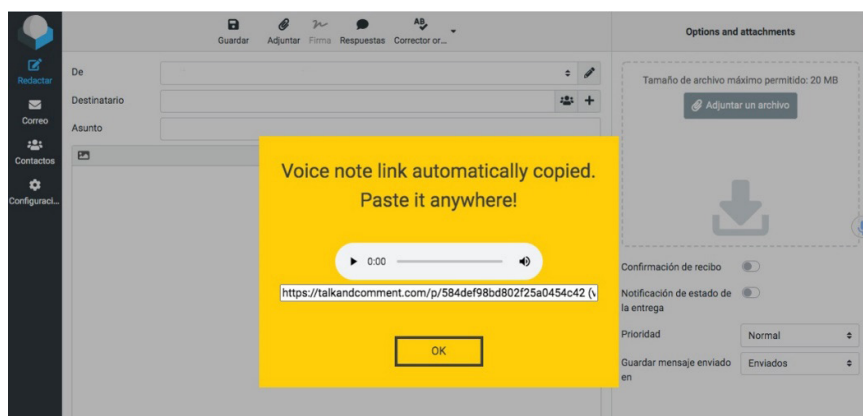 Guardar
Adjuntar
Firma
Respuestas
Corrector or...
Redactar
Correo
Contactos
Configuraci...
De
Destinatario
Asunto
Voice note link automatically copied.
Paste it anywhere!
0:00
https://talkandcomment.com/p/584def98bd802f25a0454c42 (v
OK
Options and attachments
Tamaño de archivo máximo permitido: 20 MB
Adjuntar un archivo
Confirmación de recibo
Notificación de estado de
la entrega
Prioridad
Normal
Guardar mensaje enviado
en
Enviados